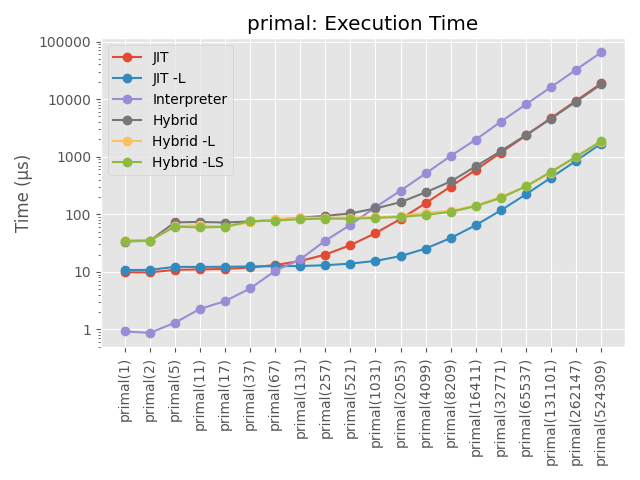 primal: Execution Time
Time (µs)
100000
10000
1000
100
10
1
JIT
JIT -L
Interpreter
Hybrid
Hybrid -L
Hybrid -LS
primal(1)
primal(2)
primal(5)
primal(11)
primal(17)
primal(37)
primal(67)
primal(131)
primal(257)
primal(521)
primal(1031)
primal(2053)
primal(4099)
primal(8209)
primal(16411)
primal(32771)
primal(65537)
primal(131101)
primal(262147)
primal(524309)